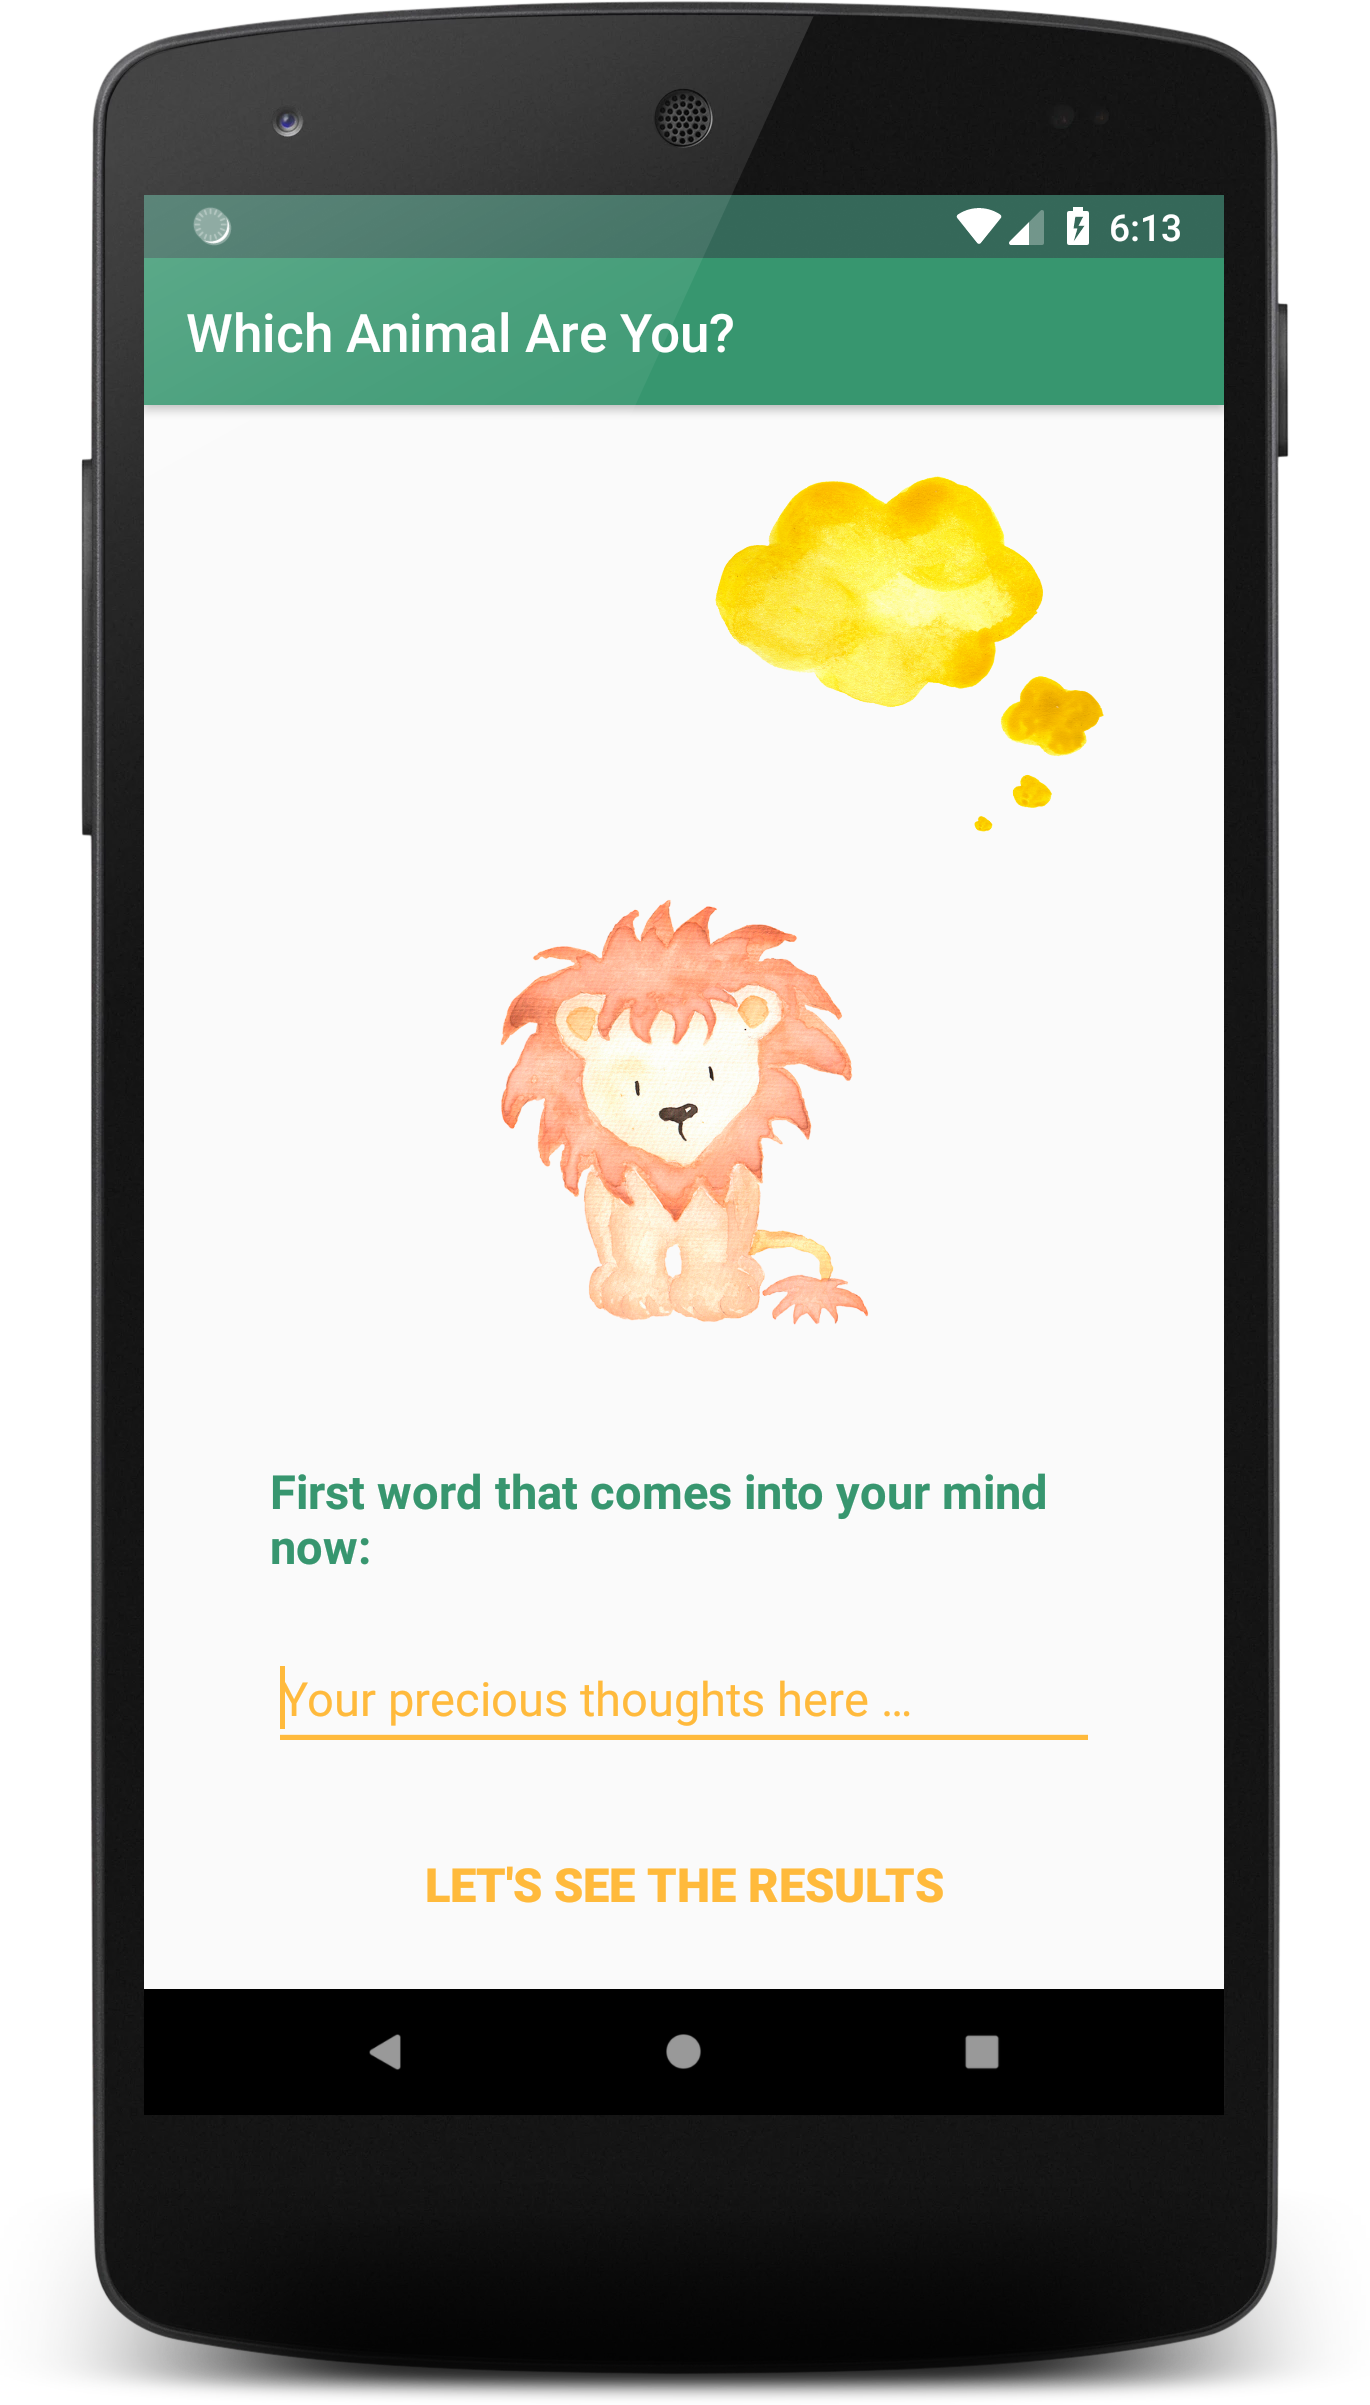 6:13
Which Animal Are You?
First word that comes into your mind
now:
Your precious thoughts here ...
LET'S SEE THE RESULTS